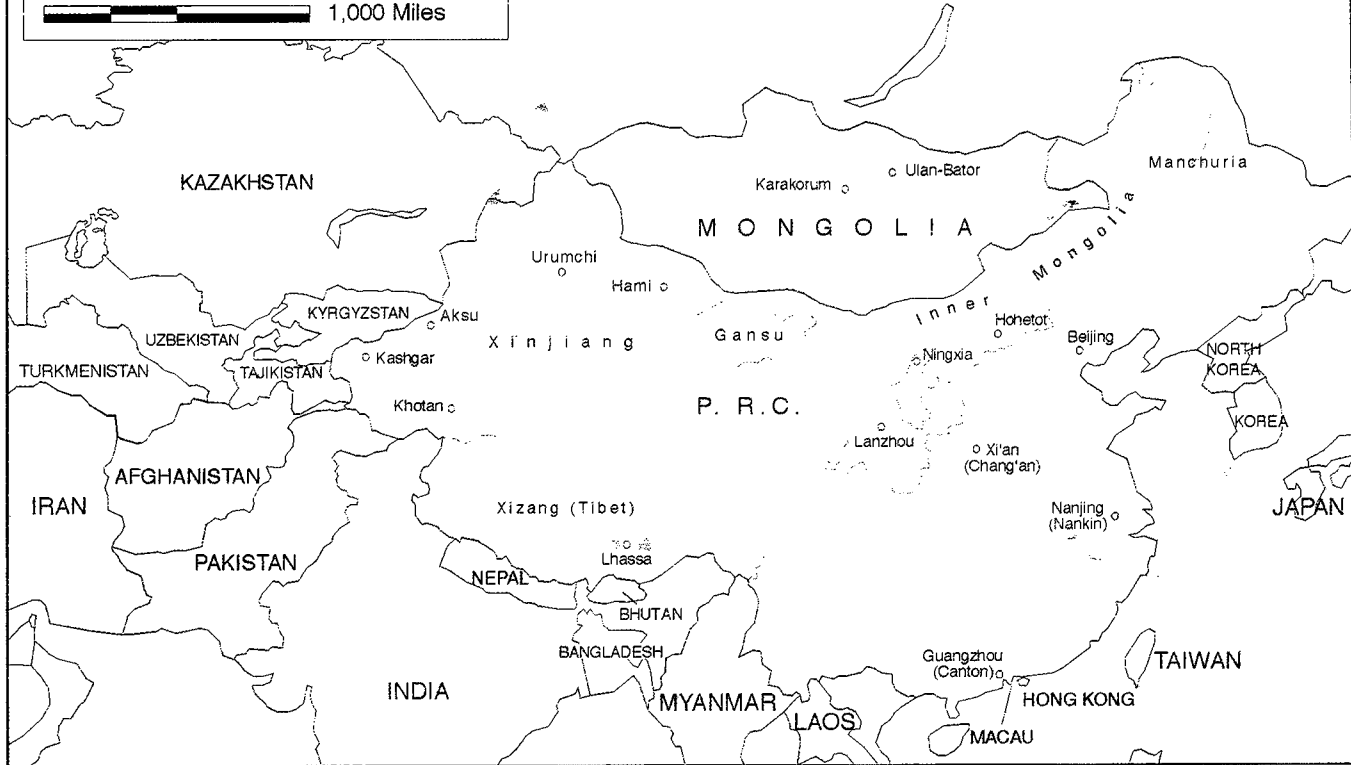 1,000 Miles
KAZAKHSTAN
Karakorum
Ulan-Bator
Manchuria
MONGOLIA
Inner Mongolia
Urumchi
Hami
KYRGYZSTAN
Aksu
UZBEKISTAN
Xinjiang
Gansu
Hohetot
Beijing
TURKMENISTAN
TAJIKISTAN
Kashgar
Ningxia
NORTH
KOREA
Khotan
P. R.C.
KOREA
Lanzhou
Xi'an
(Chang'an)
AFGHANISTAN
IRAN
Xizang (Tibet)
Nanjing
(Nankin)
JAPAN
PAKISTAN
Lhassa
NEPAL
BHUTAN
BANGLADESH
Guangzhou
(Canton)
TAIWAN
INDIA
MYANMAR
HONG KONG
LAOS
MACAU